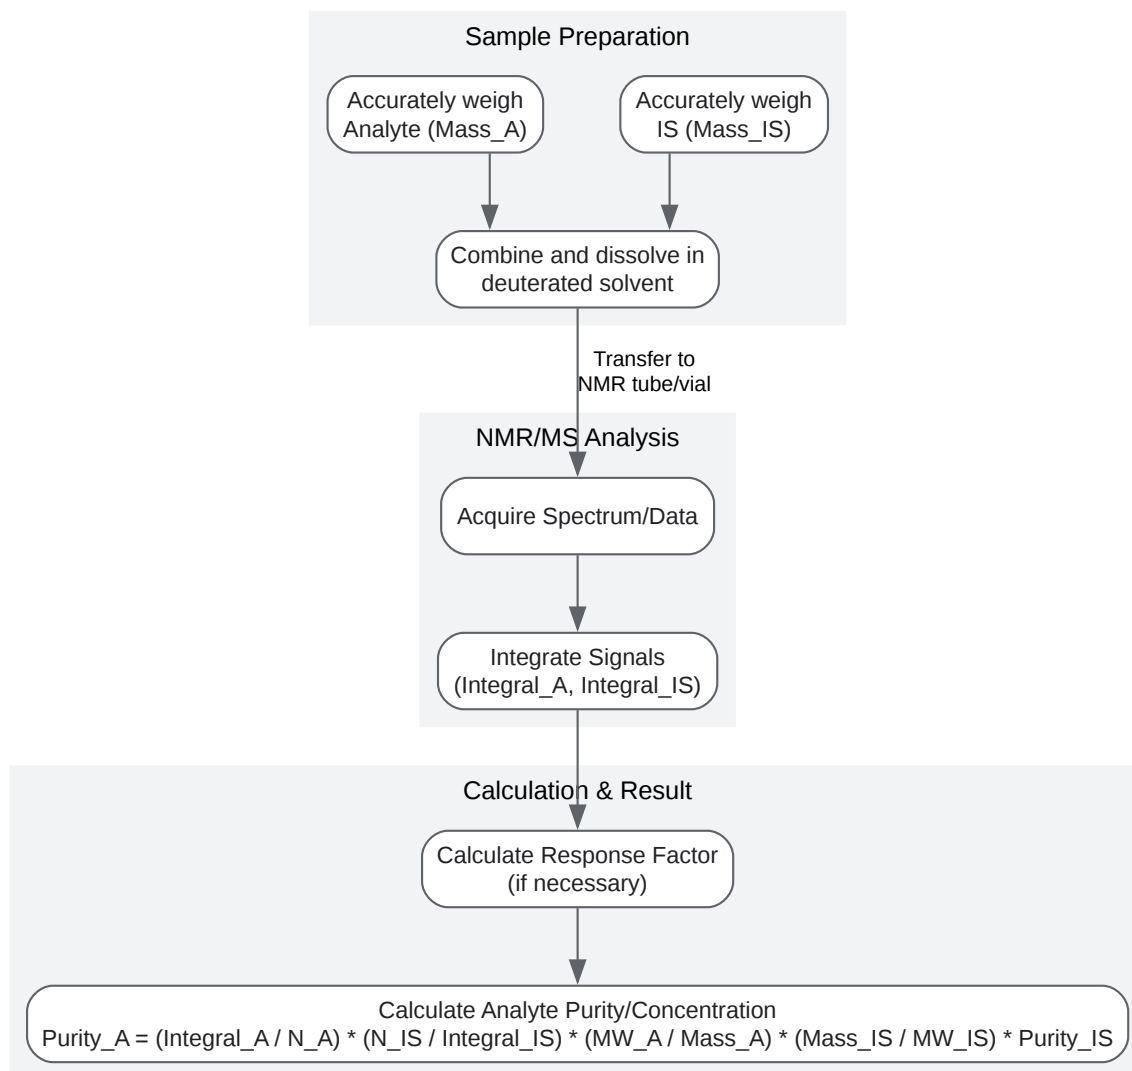 Sample Preparation
Accurately weigh
Analyte (Mass_A)
Accurately weigh
IS (Mass_IS)
Combine and dissolve in
deuterated solvent
Transfer to
NMR tube/vial
NMR/MS Analysis
Acquire Spectrum/Data
Integrate Signals
(Integral_A, Integral_IS)
Calculation & Result
Calculate Response Factor
(if necessary)
Calculate Analyte Purity/Concentration
Purity_A = (Integral_A / N_A) * (N_IS / Integral_IS) * (MW_A / Mass_A) * (Mass_IS / MW_IS) * Purity_IS